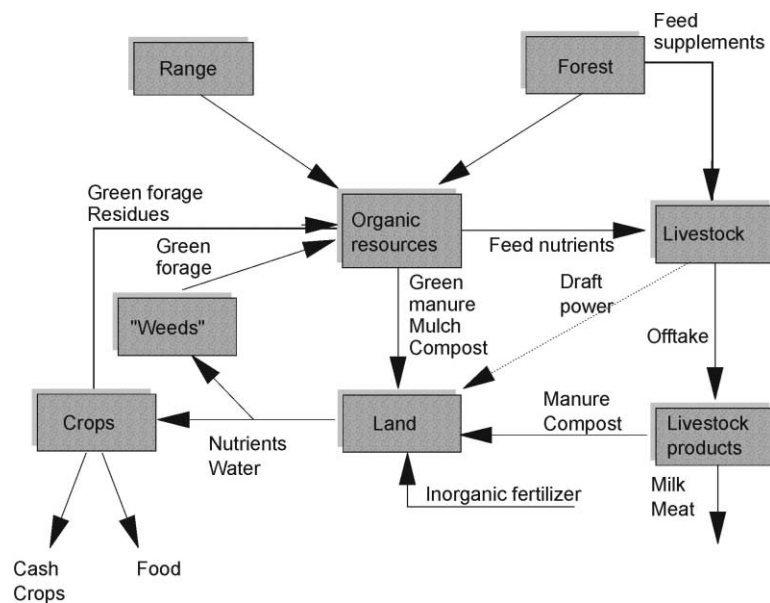 Feed
supplements
Range
Forest
Green forage
Residues
Organic
resources
Livestock
Green
forage
Feed nutrients
Green
manure
Mulch
Compost
Draft
power
"Weeds"
Offtake
Crops
Land
Manure
Compost
Livestock
products
Nutrients
Water
Inorganic fertilizer
Milk
Meat
Cash
Crops
Food